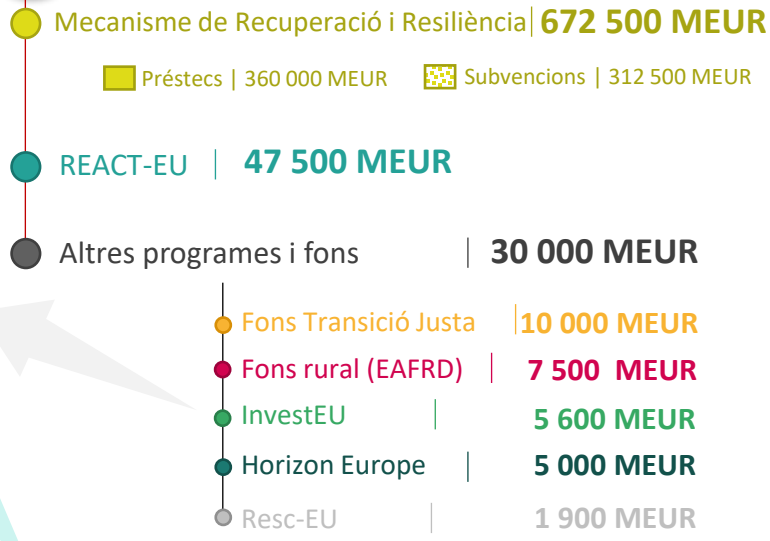 Mecanisme de Recuperació i Resiliència | 672 500 MEUR
Préstecs | 360 000 MEUR Subvencions | 312 500 MEUR
REACT-EU | 47 500 MEUR
Altres programes i fons | 30 000 MEUR
Fons Transició Justa | 10 000 MEUR
Fons rural (EAFRD) | 7 500 MEUR
InvestEU | 5 600 MEUR
Horizon Europe | 5 000 MEUR
Resc-EU | 1 900 MEUR